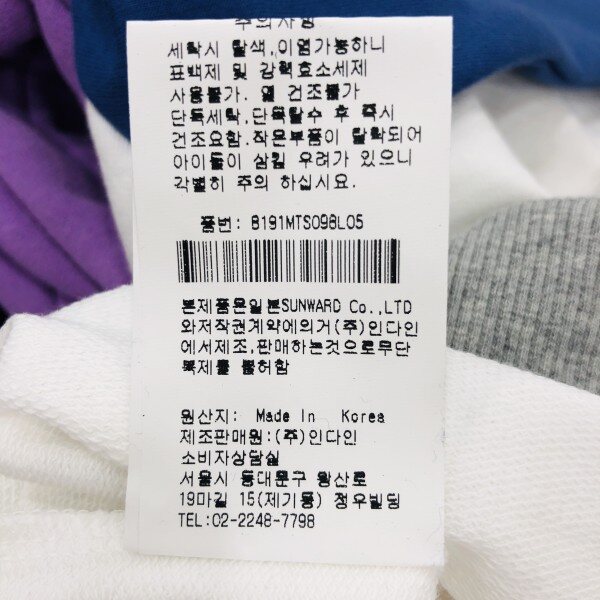 주의사항
세탁시 탈색,이염가능하니
표백제 및 강력효소세제
사용불가. 열 건조불가
단독세탁,단독탈수 후 즉시
건조요함.작은부품이 탈락되어
아이들이 삼킬 우려가 있으니
각별히 주의 하십시요.
품번: B191MTS098L05
본제품은일본SUNWARD Co.,LTD
와저작권계약에의거(주)인다인
에서제조,판매하는것으로무단
복제를 불허함
원산지: Made In Korea
제조판매원:(주)인다인
소비자상담실
서울시 동대문구 왕산로
19마길 15(제기동) 정우빌딩
TEL:02-2248-7798